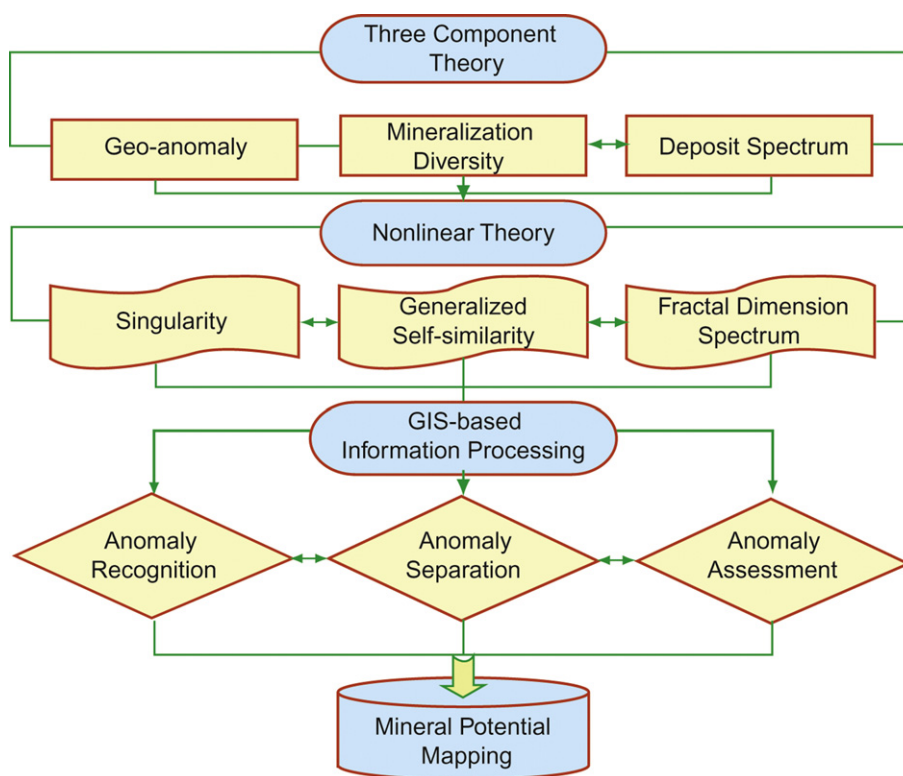 Three Component
Theory
Geo-anomaly
Mineralization
Diversity
Deposit Spectrum
Nonlinear Theory
Singularity
Generalized
Self-similarity
Fractal Dimension
Spectrum
GIS-based
Information Processing
Anomaly
Recognition
Anomaly
Separation
Anomaly
Assessment
Mineral Potential
Mapping